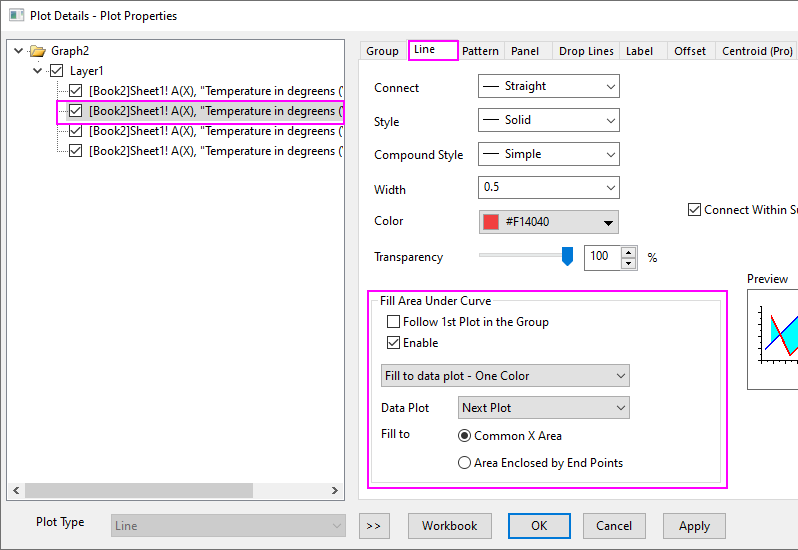 Plot Details - Plot Properties
Graph2
Layer1
[Book2]Sheet1! A(X), "Temperature in degreens ('
[Book2]Sheet1! A(X), "Temperature in degreens ('
[Book2]Sheet1! A(X), "Temperature in degreens ('
[Book2]Sheet1! A(X), "Temperature in degreens ('
Group Line Pattern Panel Drop Lines Label Offset Centroid (Pro)
Connect Straight
Style Solid
Compound Style Simple
Width 0.5
Color #F14040
Connect Within Su
Transparency 100 %
Preview
Fill Area Under Curve
Follow 1st Plot in the Group
Enable
Fill to data plot - One Color
Data Plot Next Plot
Fill to Common X Area
Area Enclosed by End Points
Plot Type Line >> Workbook OK Cancel Apply